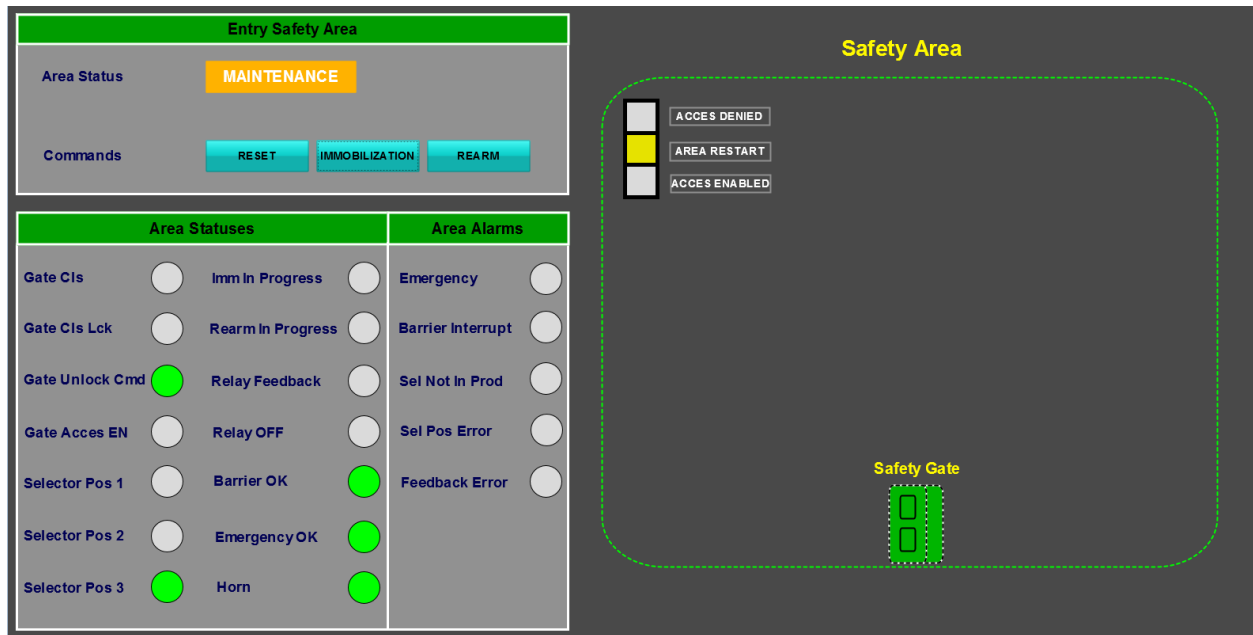 Entry Safety Area
Area Status
MAINTENANCE
Commands
RESET
IMMOBILIZATION
REARM
Area Statuses
Area Alarms
Gate Cls
Imm In Progress
Emergency
Gate Cls Lck
Rearm In Progress
Barrier Interrupt
Gate Unlock Cmd
Relay Feedback
Sel Not In Prod
Gate Acces EN
Relay OFF
Sel Pos Error
Selector Pos 1
Barrier OK
Feedback Error
Selector Pos 2
Emergency OK
Selector Pos 3
Horn
Safety Area
ACCES DENIED
AREA RESTART
ACCES ENABLED
Safety Gate